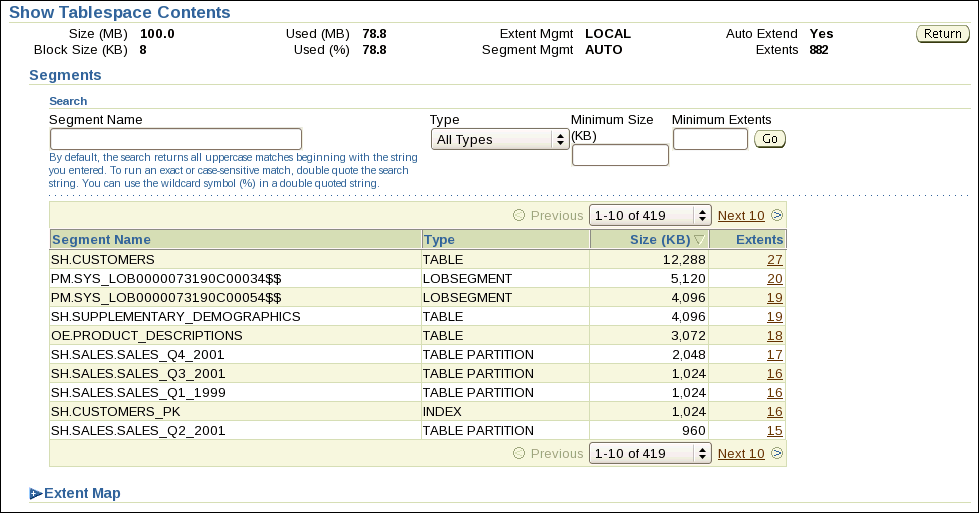 Show Tablespace Contents
Size (MB) 100.0 Used (MB) 78.8 Extent Mgmt LOCAL Auto Extend Yes Return
Block Size (KB) 8 Used (%) 78.8 Segment Mgmt AUTO Extents 882
Segments
Search
Segment Name Type Minimum Size (KB) Minimum Extents
All Types Go
By default, the search returns all uppercase matches beginning with the string
you entered. To run an exact or case-sensitive match, double quote the search
string. You can use the wildcard symbol (%) in a double quoted string.
Previous 1-10 of 419 Next 10
Segment Name Type Size (KB) Extents
SH.CUSTOMERS TABLE 12,288 27
PM.SYS_LOB0000073190C00034$$ LOBSEGMENT 5,120 20
PM.SYS_LOB0000073190C00054$$ LOBSEGMENT 4,096 19
SH.SUPPLEMENTARY_DEMOGRAPHICS TABLE 4,096 19
OE.PRODUCT_DESCRIPTIONS TABLE 3,072 18
SH.SALES.SALES_Q4_2001 TABLE PARTITION 2,048 17
SH.SALES.SALES_Q3_2001 TABLE PARTITION 1,024 16
SH.SALES.SALES_Q1_1999 TABLE PARTITION 1,024 16
SH.CUSTOMERS_PK INDEX 1,024 16
SH.SALES.SALES_Q2_2001 TABLE PARTITION 960 15
Previous 1-10 of 419 Next 10
Extent Map